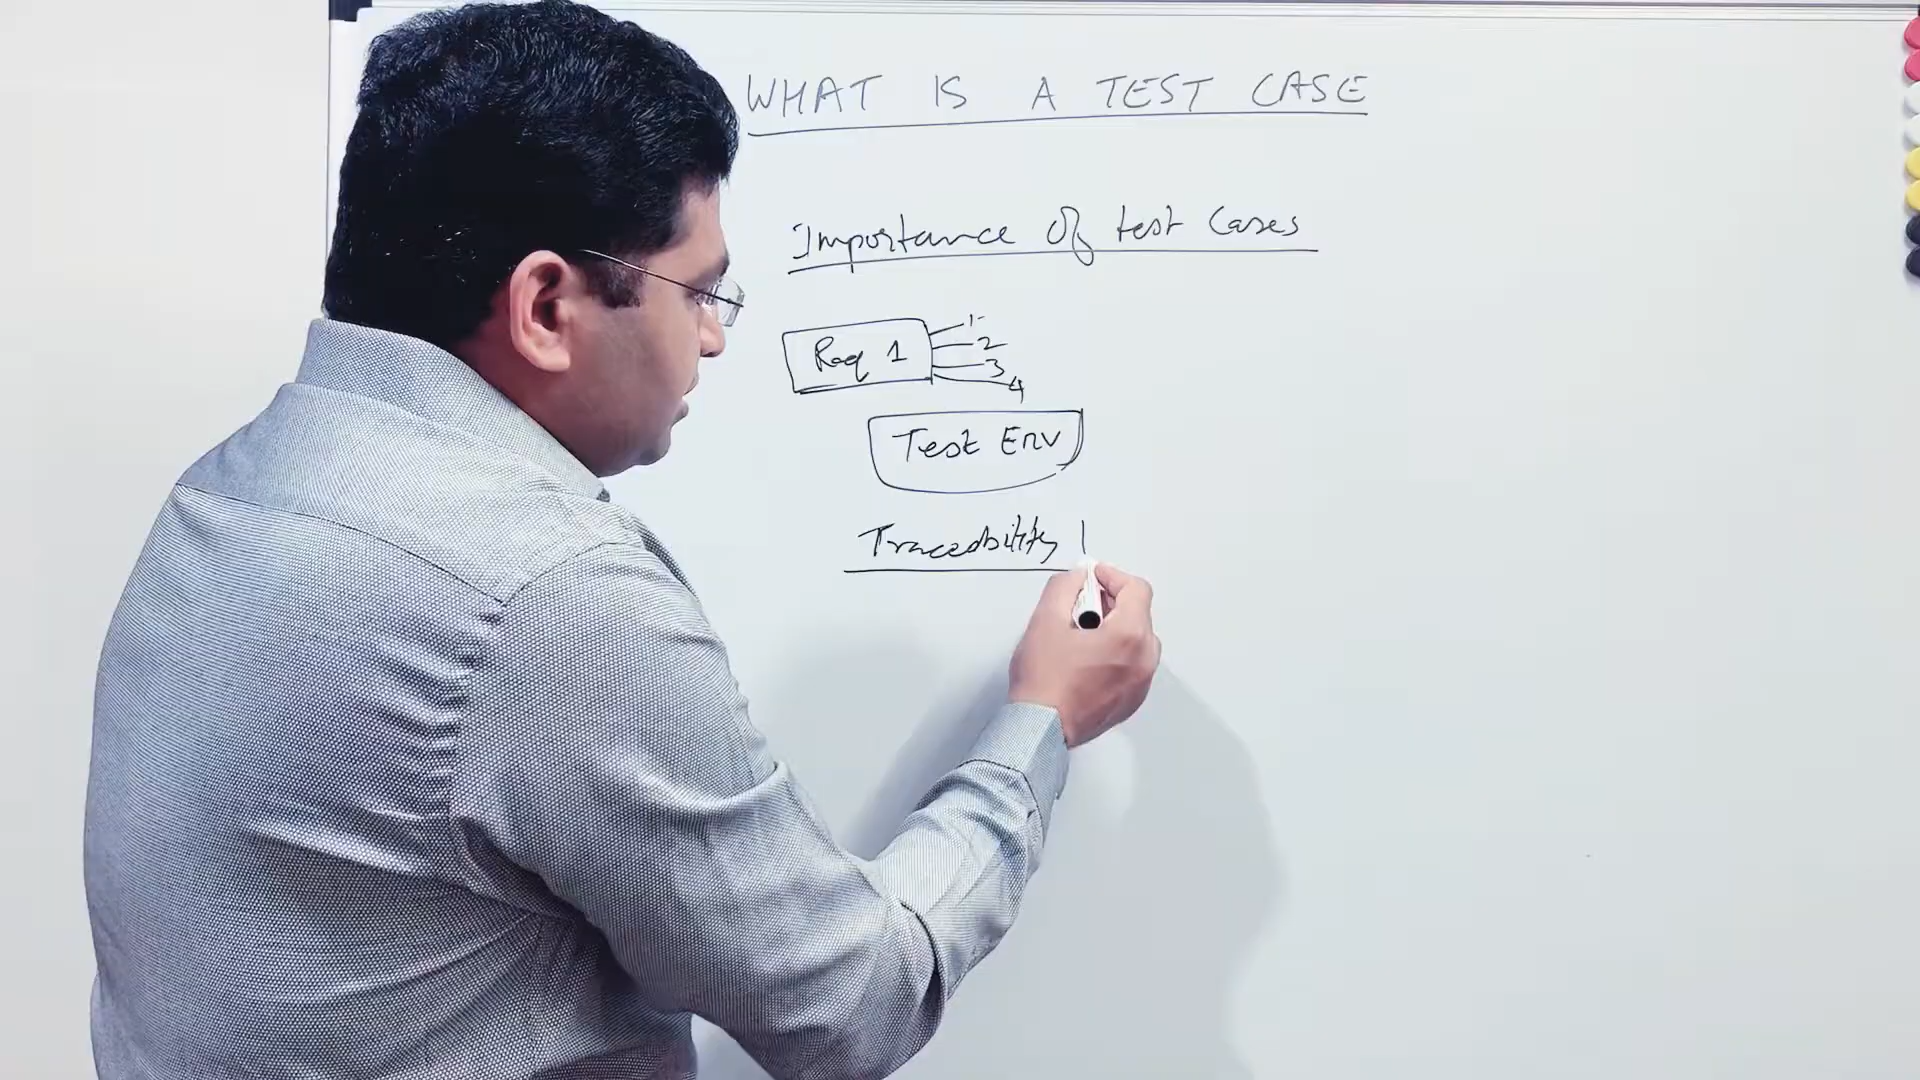 WHAT IS A TEST CASE
Importance of test cases
Req 1
1
2
3
4
Test Env
Traceability